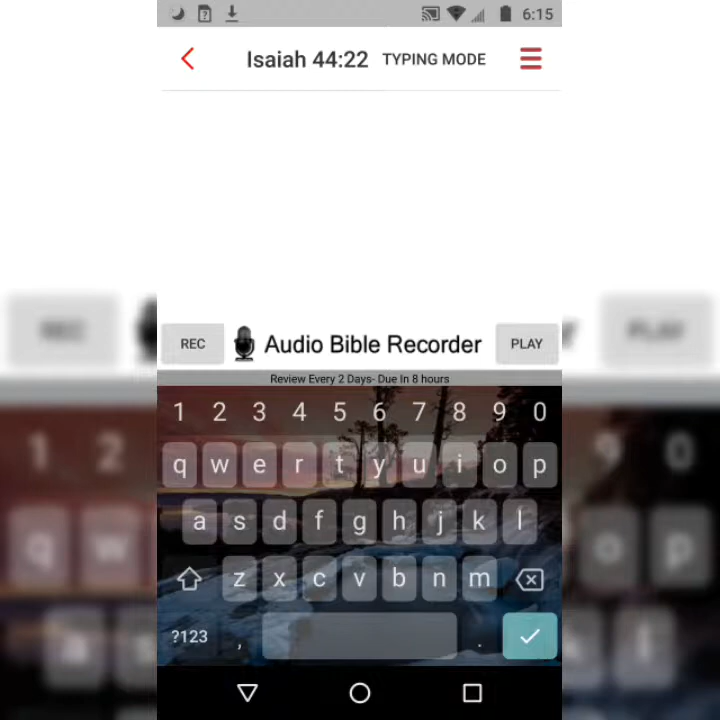 6:15
Isaiah 44:22 TYPING MODE
REC Audio Bible Recorder PLAY
Review Every 2 Days- Due In 8 hours
1 2 3 4 5 6 7 8 9 0
q w e r t y u i o p
a s d f g h j k l
z x c v b n m
?123 , .